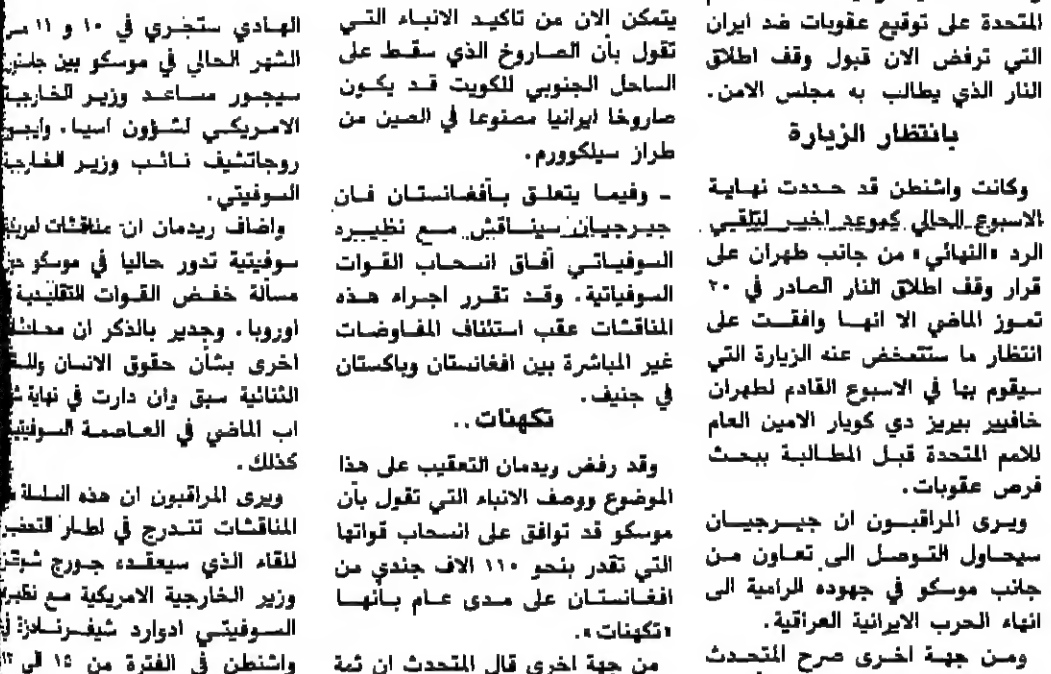 المتحدة على توقيع عقوبات ضد ايران
التي ترفض الان قبول وقف اطلاق
النار الذي يطالب به مجلس الامن.
بانتظار الزيارة
وكانت واشنطن قد حددت نهاية
الاسبوع الحالي كموعد اخير لتلقي
الرد «النهائي» من جانب طهران على
قرار وقف اطلاق النار الصادر في ٢٠
تموز الماضي الا انها وافقت على
انتظار ما ستتمخض عنه الزيارة التي
سيقوم بها في الاسبوع القادم لطهران
خافيير بيريز دي كويار الامين العام
للامم المتحدة قبل المطالبة ببحث
فرص عقوبات.
ويرى المراقبون ان جيرجيان
سيحاول التوصل الى تعاون من
جانب موسكو في جهوده الرامية الى
انهاء الحرب الايرانية العراقية.
ومن جهة اخرى صرح المتحدث
يتمكن الان من تاكيد الانباء التي
تقول بأن الصاروخ الذي سقط على
الساحل الجنوبي للكويت قد يكون
صاروخا ايرانيا مصنوعا في الصين من
طراز سيلكوورم.
ـ وفيما يتعلق بأفغانستان فان
جيرجيان سيناقش مع نظيره
السوفياتي آفاق انسحاب القوات
السوفياتية. وقد تقرر اجراء هذه
المناقشات عقب استئناف المفاوضات
غير المباشرة بين افغانستان وباكستان
في جنيف.
تكهنات..
وقد رفض ريدمان التعقيب على هذا
الموضوع ووصف الانباء التي تقول بأن
موسكو قد توافق على انسحاب قواتها
التي تقدر بنحو ١١٠ الاف جندي من
افغانستان على مدى عام بأنها
«تكهنات».
من جهة اخرى قال المتحدث ان ثمة
الهادي ستجري في ١٠ و ١١ من
الشهر الحالي في موسكو بين
سيجور مساعد وزير الخارجية
الامريكي لشؤون اسيا. وايجور
روجاتشيف نائب وزير الخارجية
السوفيتي.
واضاف ريدمان ان مناقشات
سوفيتية تدور حاليا في موسكو
مسألة خفض القوات التقليدية
اوروبا. وجدير بالذكر ان
اخرى بشأن حقوق الانسان
الثنائية سبق وان دارت في نهاية
اب الماضي في العاصمة السوفيتية
كذلك.
ويرى المراقبون ان هذه السلسلة
المناقشات تندرج في اطار
للقاء الذي سيعقده جورج
وزير الخارجية الامريكية مع
السوفيتي ادوارد
واشنطن في الفترة من ١٥ الى